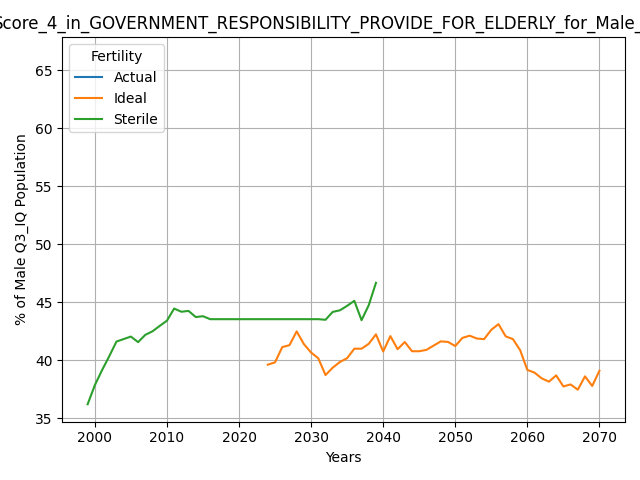 Score_4_in_GOVERNMENT_RESPONSIBILITY_PROVIDE_FOR_ELDERLY_for_Male_
Fertility
Actual
Ideal
Sterile
% of Male Q3_IQ Population
65
60
55
50
45
40
35
2000 2010 2020 2030 2040 2050 2060 2070
Years